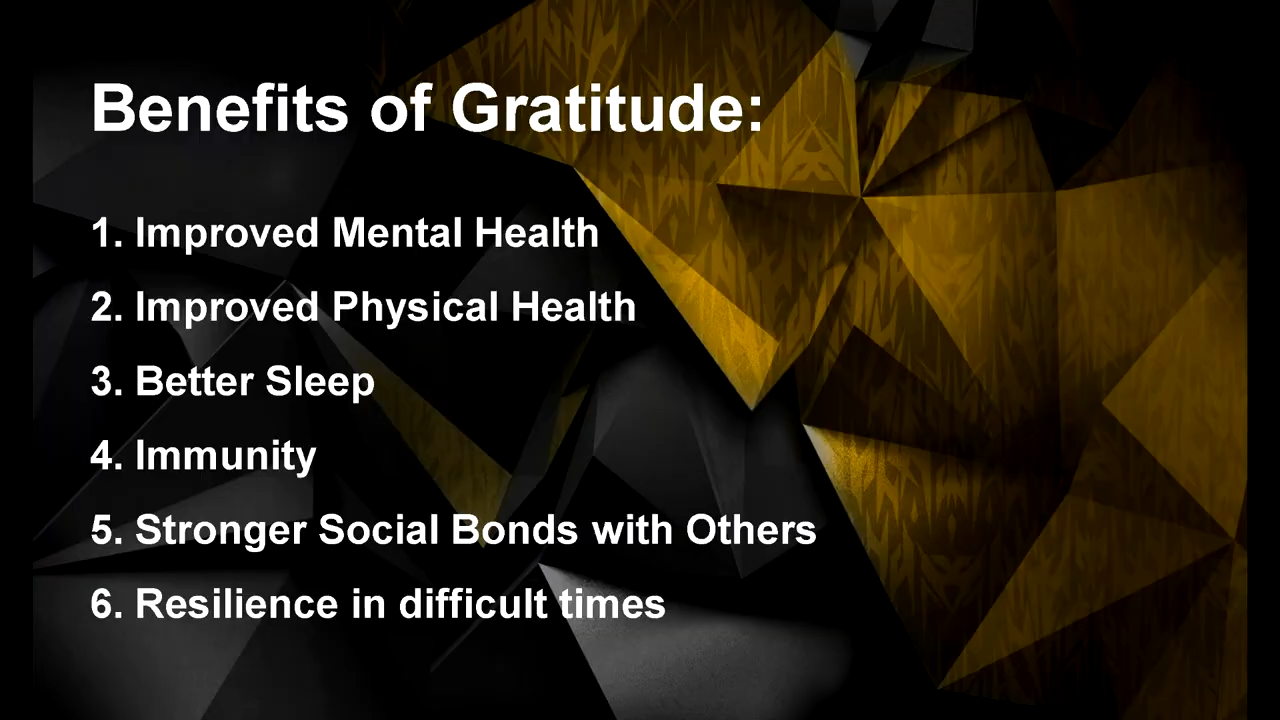 Benefits of Gratitude:
1. Improved Mental Health
2. Improved Physical Health
3. Better Sleep
4. Immunity
5. Stronger Social Bonds with Others
6. Resilience in difficult times